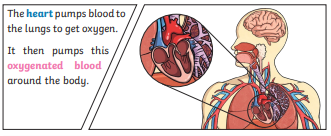 The heart pumps blood to
the lungs to get oxygen.
It then pumps this
oxygenated blood
around the body.